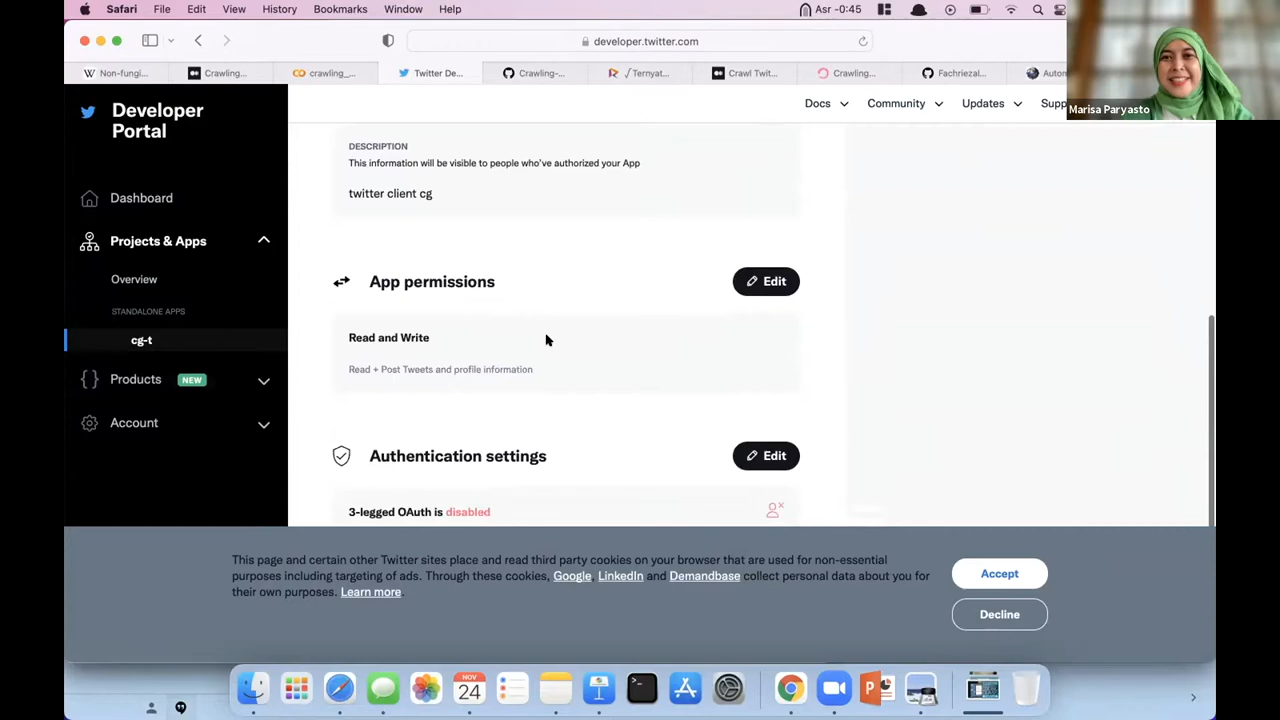 Safari File Edit View History Bookmarks Window Help
Asr -0:45
developer.twitter.com
Non-fungi...
Crawling...
crawling_...
Twitter De...
Crawling-...
√Ternyat...
Crawl Twit...
Crawling...
Fachriezal...
Autom
Marisa Paryasto
Developer
Portal
Docs Community Updates Supp
Dashboard
Projects & Apps
Overview
STANDALONE APPS
cg-t
Products NEW
Account
DESCRIPTION
This information will be visible to people who've authorized your App
twitter client cg
App permissions
Edit
Read and Write
Read + Post Tweets and profile information
Authentication settings
Edit
3-legged OAuth is disabled
This page and certain other Twitter sites place and read third party cookies on your browser that are used for non-essential
purposes including targeting of ads. Through these cookies, Google, LinkedIn and Demandbase collect personal data about you for
their own purposes. Learn more.
Accept
Decline
NOV
24